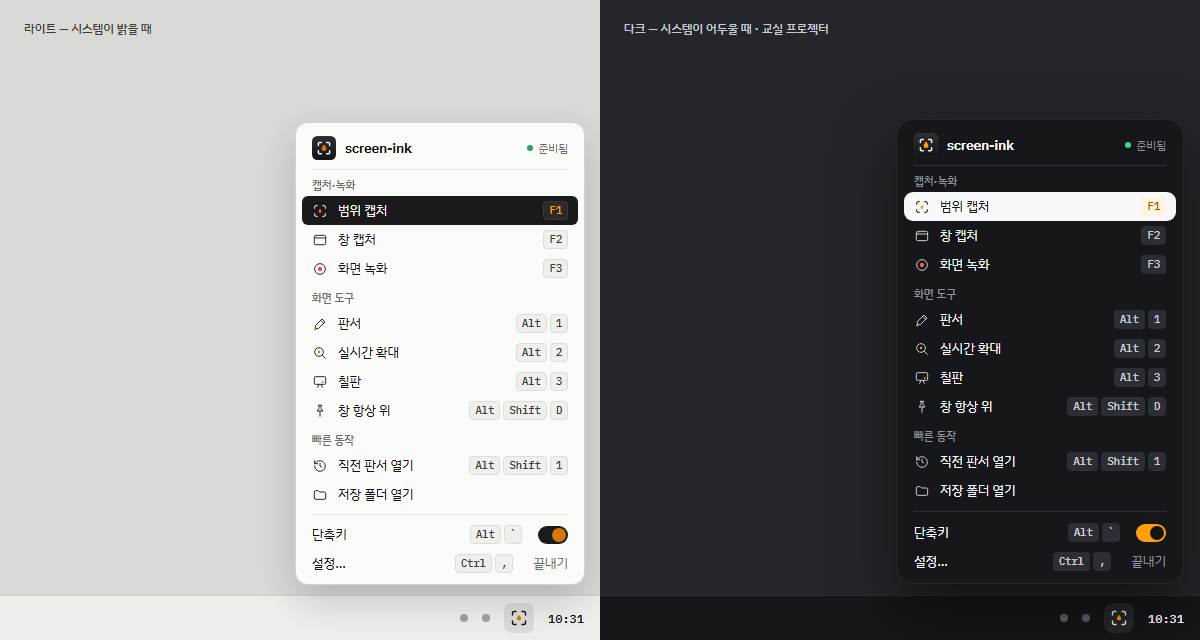 라이트 — 시스템이 밝을 때
screen-ink 준비됨
캡처·녹화
범위 캡처 F1
창 캡처 F2
화면 녹화 F3
화면 도구
판서 Alt 1
실시간 확대 Alt 2
칠판 Alt 3
창 항상 위 Alt Shift D
빠른 동작
직전 판서 열기 Alt Shift 1
저장 폴더 열기
단축키 Alt `
설정... Ctrl , 끝내기
10:31
다크 — 시스템이 어두울 때 · 교실 프로젝터
screen-ink 준비됨
캡처·녹화
범위 캡처 F1
창 캡처 F2
화면 녹화 F3
화면 도구
판서 Alt 1
실시간 확대 Alt 2
칠판 Alt 3
창 항상 위 Alt Shift D
빠른 동작
직전 판서 열기 Alt Shift 1
저장 폴더 열기
단축키 Alt `
설정... Ctrl , 끝내기
10:31